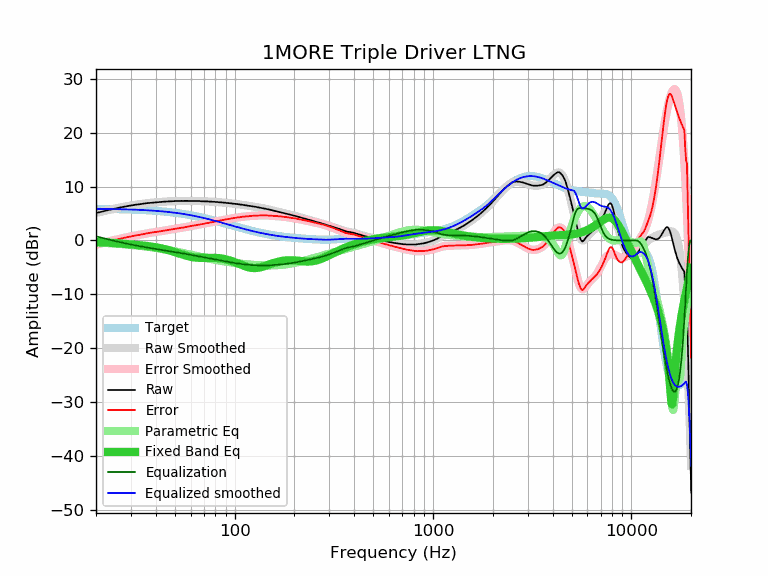 1MORE Triple Driver LTNG
Amplitude (dBr)
30
20
10
0
−10
−20
−30
−40
−50
Target
Raw Smoothed
Error Smoothed
Raw
Error
Parametric Eq
Fixed Band Eq
Equalization
Equalized smoothed
100 1000 10000
Frequency (Hz)